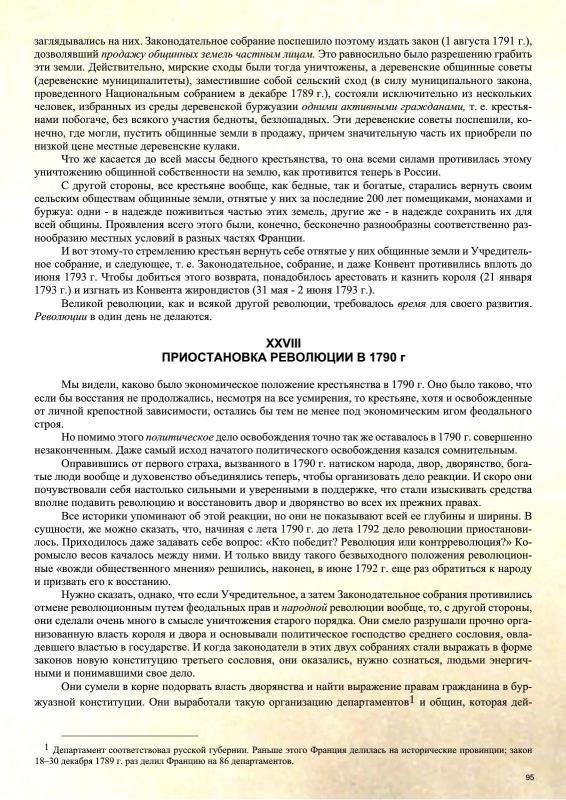 заглядывались на них. Законодательное собрание поспешило поэтому издать закон (1 августа 1791 г.),
дозволявший продажу общинных земель частным лицам. Это равносильно было разрешению грабить
эти земли. Действительно, мирские сходы были тогда уничтожены, а деревенские общинные советы
(деревенские муниципалитеты), заместившие собой сельский сход (в силу муниципального закона,
проведенного Национальным собранием в декабре 1789 г.), состояли исключительно из нескольких
человек, избранных из среды деревенской буржуазии одними активными гражданами, т. е. крестья-
нами побогаче, без всякого участия бедноты, безлошадных. Эти деревенские советы поспешили, ко-
нечно, где могли, пустить общинные земли в продажу, причем значительную часть их приобрели по
низкой цене местные деревенские кулаки.
Что же касается до всей массы бедного крестьянства, то она всеми силами противилась этому
уничтожению общинной собственности на землю, как противится теперь в России.
С другой стороны, все крестьяне вообще, как бедные, так и богатые, старались вернуть своим
сельским обществам общинные земли, отнятые у них за последние 200 лет помещиками, монахами и
буржуа: одни - в надежде поживиться частью этих земель, другие же - в надежде сохранить их для
всей общины. Проявления всего этого были, конечно, бесконечно разнообразны соответственно раз-
нообразию местных условий в разных частях Франции.
И вот этому-то стремлению крестьян вернуть себе отнятые у них общинные земли и Учредитель-
ное собрание, и следующее, т. е. Законодательное, собрание, и даже Конвент противились вплоть до
июня 1793 г. Чтобы добиться этого возврата, понадобилось арестовать и казнить короля (21 января
1793 г.) и изгнать из Конвента жирондистов (31 мая - 2 июня 1793 г.).
Великой революции, как и всякой другой революции, требовалось время для своего развития.
Революции в один день не делаются.
XXVIII
ПРИОСТАНОВКА РЕВОЛЮЦИИ В 1790 г
Мы видели, каково было экономическое положение крестьянства в 1790 г. Оно было таково, что
если бы восстания не продолжались, несмотря на все усмирения, то крестьяне, хотя и освобожденные
от личной крепостной зависимости, остались бы тем не менее под экономическим игом феодального
строя.
Но помимо этого политическое дело освобождения точно так же оставалось в 1790 г. совершенно
незаконченным. Даже самый исход начатого политического освобождения казался сомнительным.
Оправившись от первого страха, вызванного в 1790 г. натиском народа, двор, дворянство, бога-
тые люди вообще и духовенство объединялись теперь, чтобы организовать дело реакции. И скоро они
почувствовали себя настолько сильными и уверенными в поддержке, что стали изыскивать средства
вполне подавить революцию и восстановить двор и дворянство во всех их прежних правах.
Все историки упоминают об этой реакции, но они не показывают всей ее глубины и ширины. В
сущности, же можно сказать, что, начиная с лета 1790 г. до лета 1792 дело революции приостанови-
лось. Приходилось даже задавать себе вопрос: «Кто победит? Революция или контрреволюция?» Ко-
ромысло весов качалось между ними. И только ввиду такого безвыходного положения революцион-
ные «вожди общественного мнения» решились, наконец, в июне 1792 г. еще раз обратиться к народу
и призвать его к восстанию.
Нужно сказать, однако, что если Учредительное, а затем Законодательное собрания противились
отмене революционным путем феодальных прав и народной революции вообще, то, с другой стороны,
они сделали очень много в смысле уничтожения старого порядка. Они смело разрушали прочно орга-
низованную власть короля и двора и основывали политическое господство среднего сословия, овла-
девшего властью в государстве. И когда законодатели в этих двух собраниях стали выражать в форме
законов новую конституцию третьего сословия, они оказались, нужно сознаться, людьми энергич-
ными и понимавшими свое дело.
Они сумели в корне подорвать власть дворянства и найти выражение правам гражданина в бур-
жуазной конституции. Они выработали такую организацию департаментов1 и общин, которая дей-
1 Департамент соответствовал русской губернии. Раньше этого Франция делилась на исторические провинции; закон
18–30 декабря 1789 г. раз делил Францию на 86 департаментов.
95